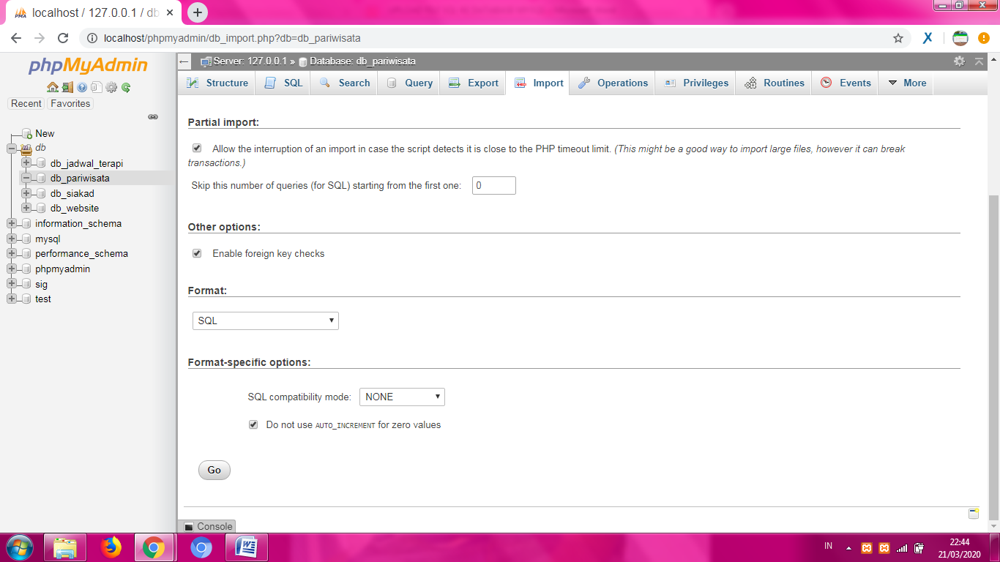 localhost / 127.0.0.1 / db
localhost/phpmyadmin/db_import.php?db=db_pariwisata
phpMyAdmin
Recent Favorites
New
db
db_jadwal_terapi
db_pariwisata
db_siakad
db_website
information_schema
mysql
performance_schema
phpmyadmin
sig
test
Server: 127.0.0.1 » Database: db_pariwisata
Structure SQL Search Query Export Import Operations Privileges Routines Events More
Partial import:
Allow the interruption of an import in case the script detects it is close to the PHP timeout limit. (This might be a good way to import large files, however it can break
transactions.)
Skip this number of queries (for SQL) starting from the first one: 0
Other options:
Enable foreign key checks
Format:
SQL
Format-specific options:
SQL compatibility mode: NONE
Do not use AUTO_INCREMENT for zero values
Go
Console
IN
22:44
21/03/2020